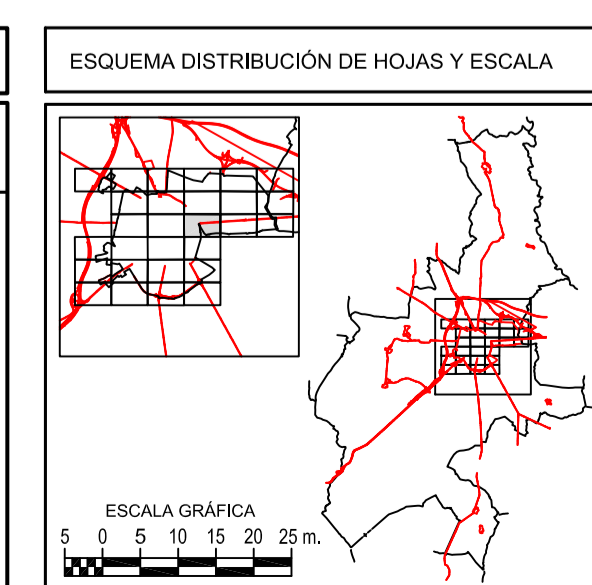 ESQUEMA DISTRIBUCIÓN DE HOJAS Y ESCALA
ESCALA GRÁFICA
5 0 5 10 15 20 25 m.